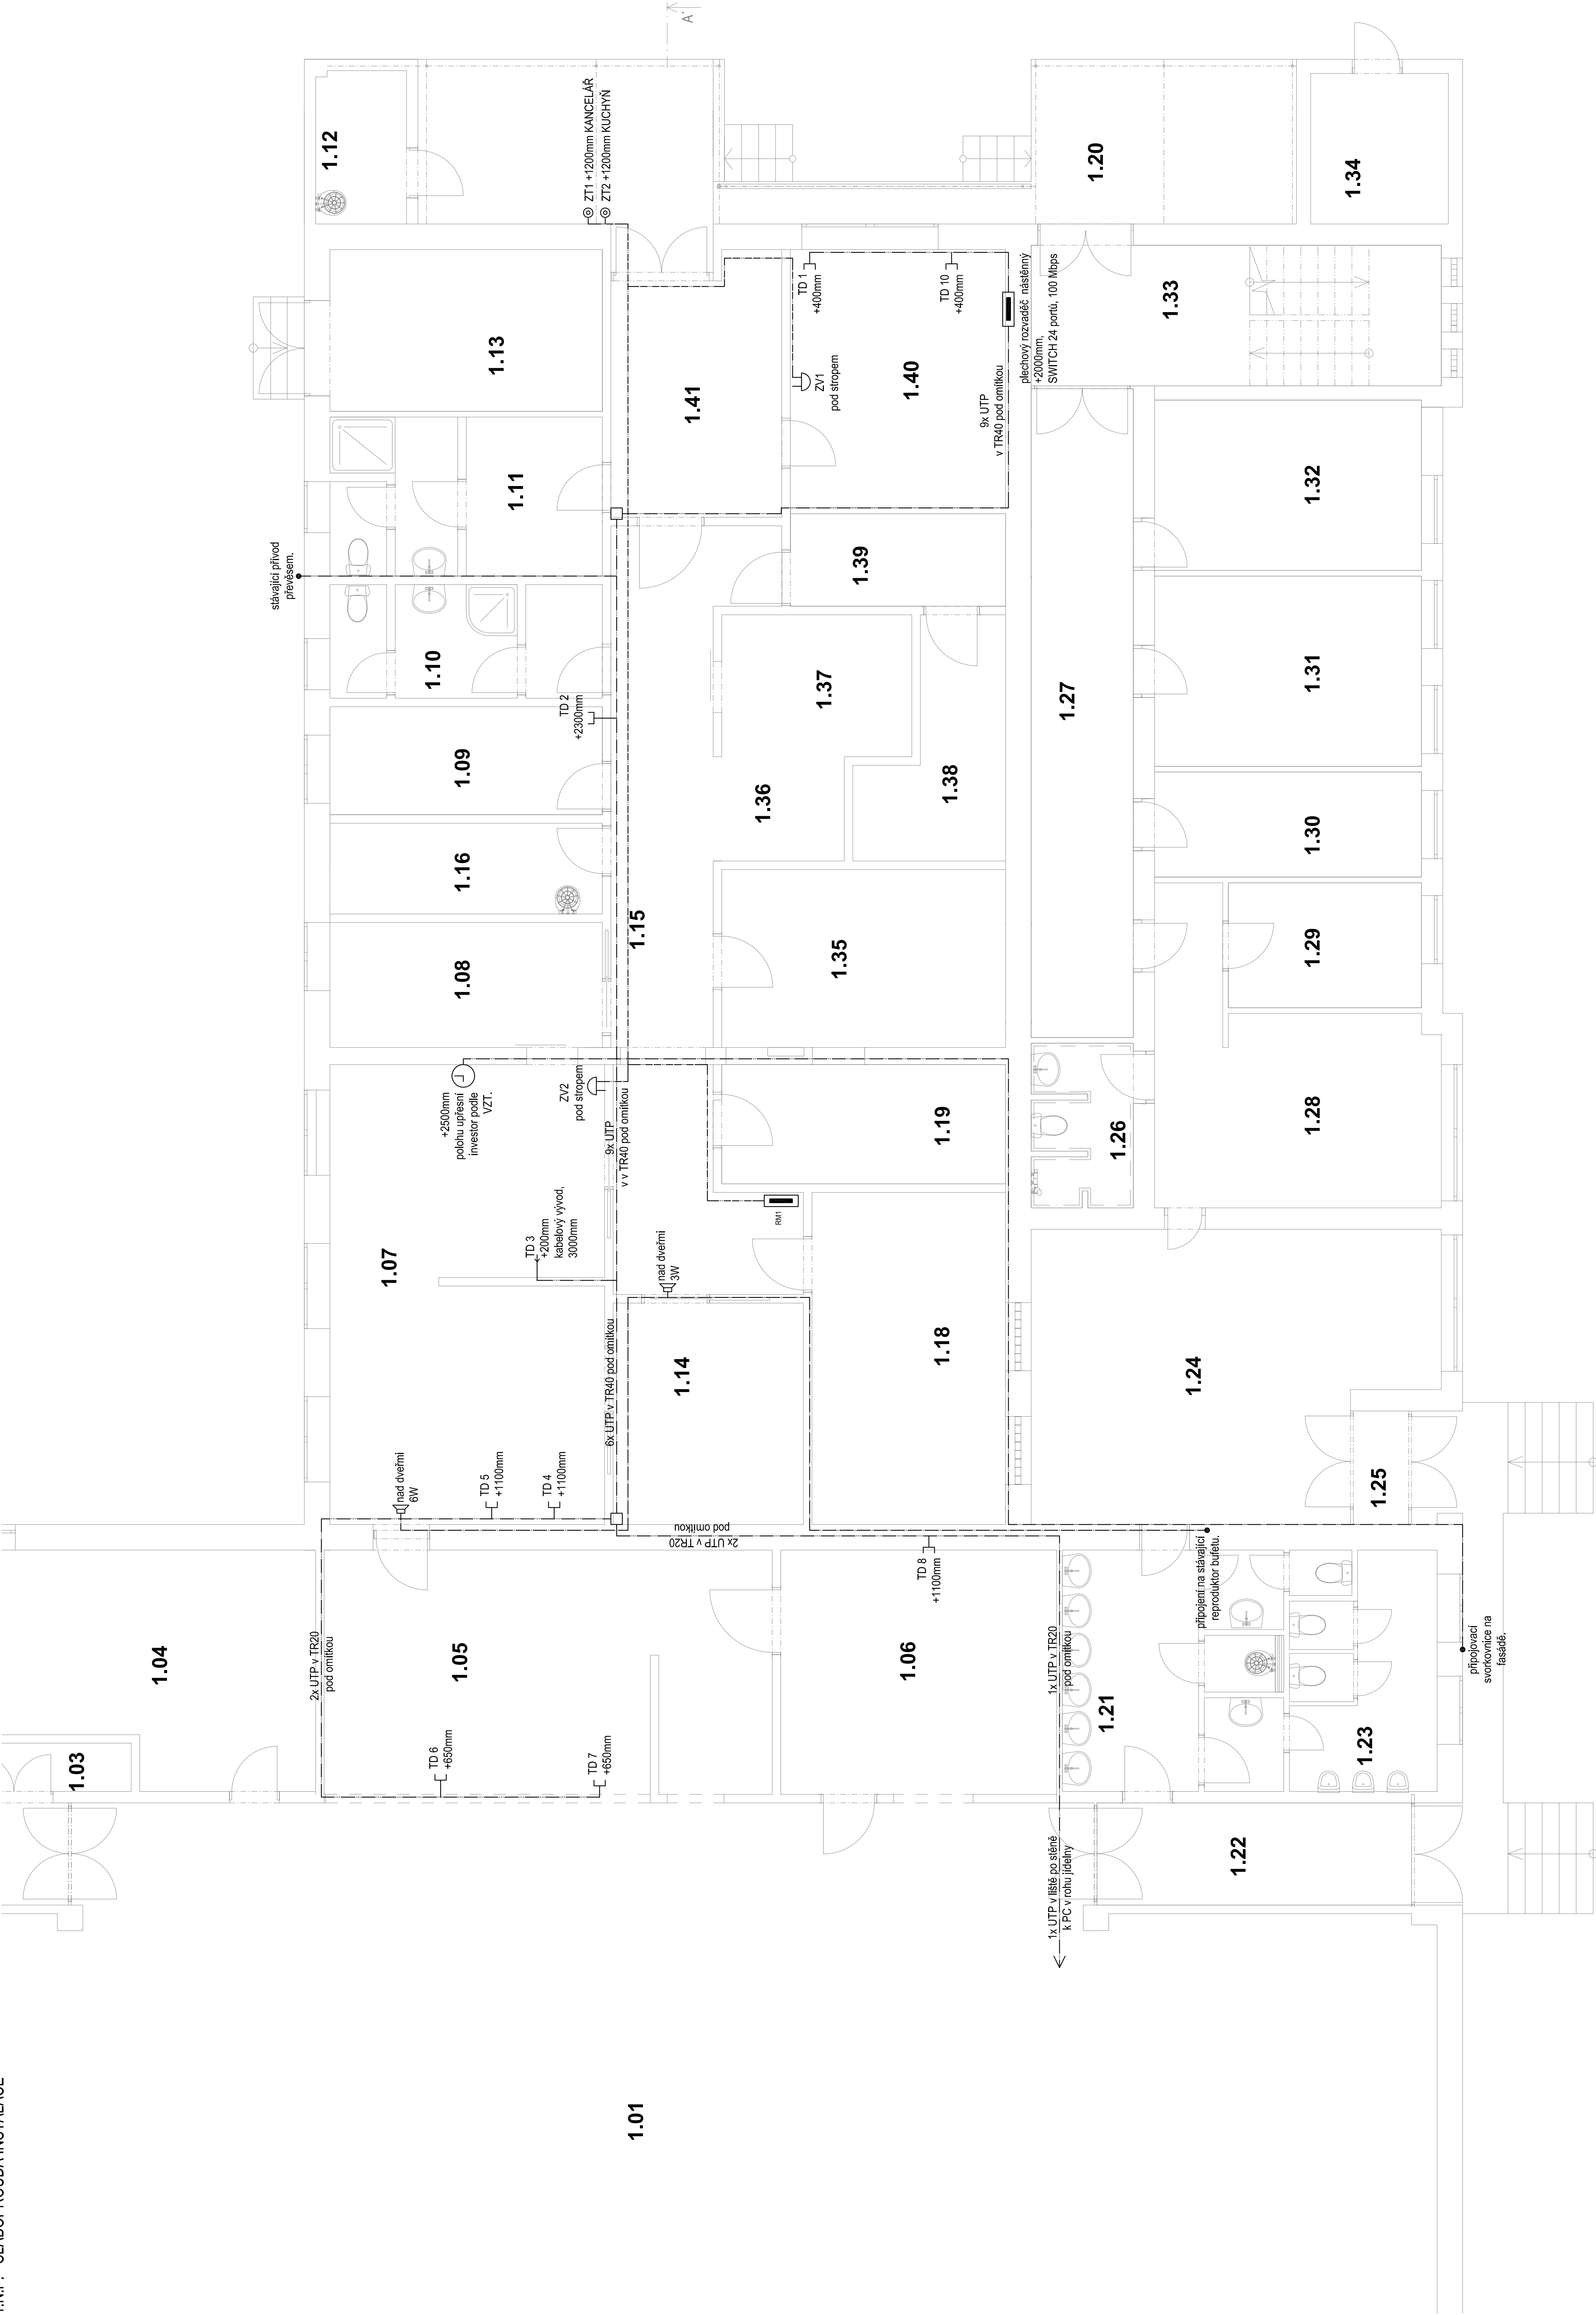 A'
1.12
ZT1 +1200mm KANCELÁŘ
ZT2 +1200mm KUCHYŇ
1.20
1.34
1.13
1.41
TD 1
+400mm
TD 10
+400mm
ZV1
pod stropem
1.40
plechový rozvaděč nástěnný
+2000mm,
SWITCH 24 portů, 100 Mbps
1.33
9x UTP
v TR40 pod omítkou
1.11
stávající přívod
převěsem.
1.10
1.39
1.32
TD 2
+2300mm
1.37
1.27
1.31
1.09
1.36
1.38
1.30
1.16
1.15
1.08
1.35
1.29
+2500mm
polohu upřesní
investor podle
VZT.
ZV2
pod stropem
9x UTP
v v TR40 pod omítkou
1.19
1.26
1.28
RM1
1.07
TD 3
+200mm
kabelový vývod,
3000mm
nad dveřmi
3W
6x UTP v TR40 pod omítkou
1.14
1.18
1.24
nad dveřmi
6W
TD 5
+1100mm
TD 4
+1100mm
1.25
2x UTP v TR20
pod omítkou
TD 8
+1100mm
připojení na stávající
reproduktor bufetu.
1.04
2x UTP v TR20
pod omítkou
1.05
1.06
1x UTP v TR20
pod omítkou
1.21
připojovací
svorkovnice na
fasádě.
1.03
TD 6
+650mm
TD 7
+650mm
1.23
1.22
1x UTP v liště po stěně
k PC v rohu jídelny
1.01